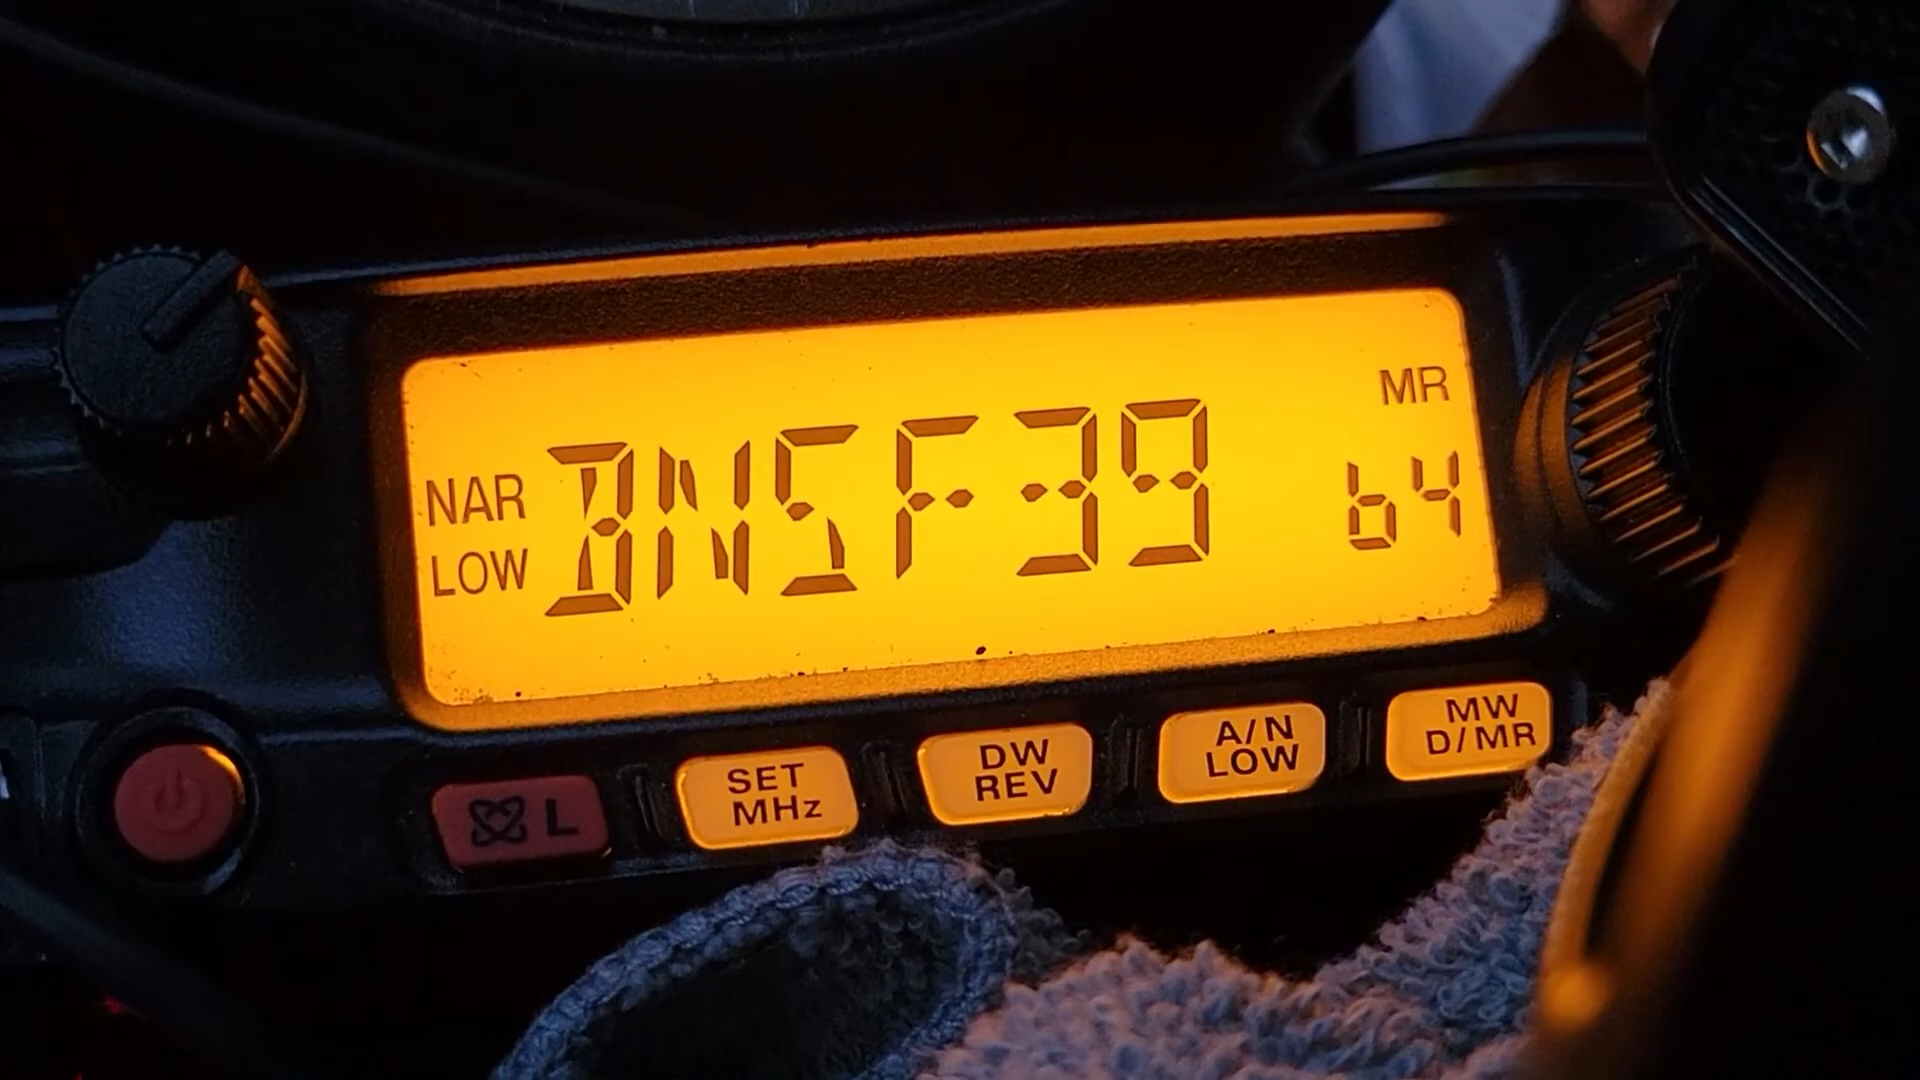 MR
NAR
LOW
BNSF39
64
L
SET
MHz
DW
REV
A/N
LOW
MW
D/MR